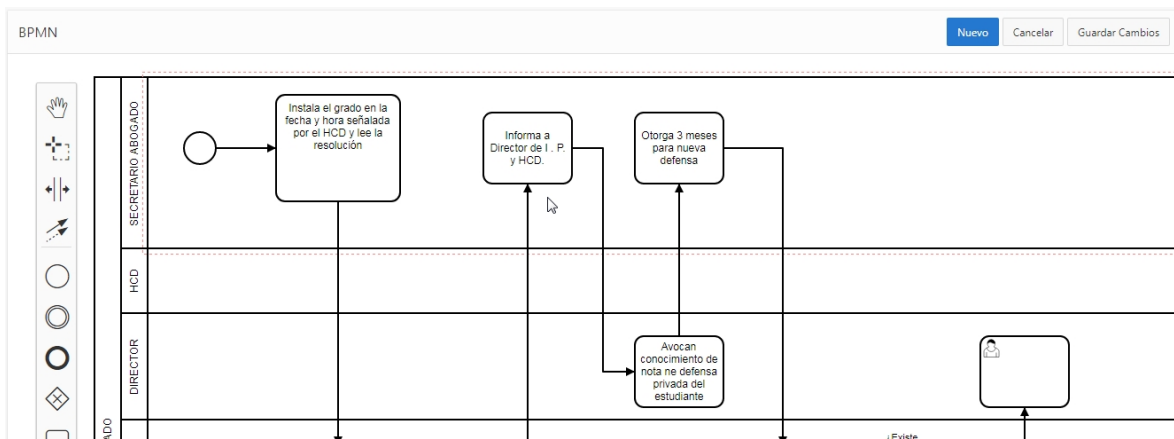 BPMN
Nuevo
Cancelar
Guardar Cambios
SECRETARIO ABOGADO
Instala el grado en la
fecha y hora señalada
por el HCD y lee la
resolución
Informa a
Director de I . P.
y HCD.
Otorga 3 meses
para nueva
defensa
HCD
DIRECTOR
Avocan
conocimiento de
nota ne defensa
privada del
estudiante
ADO
¿Existe